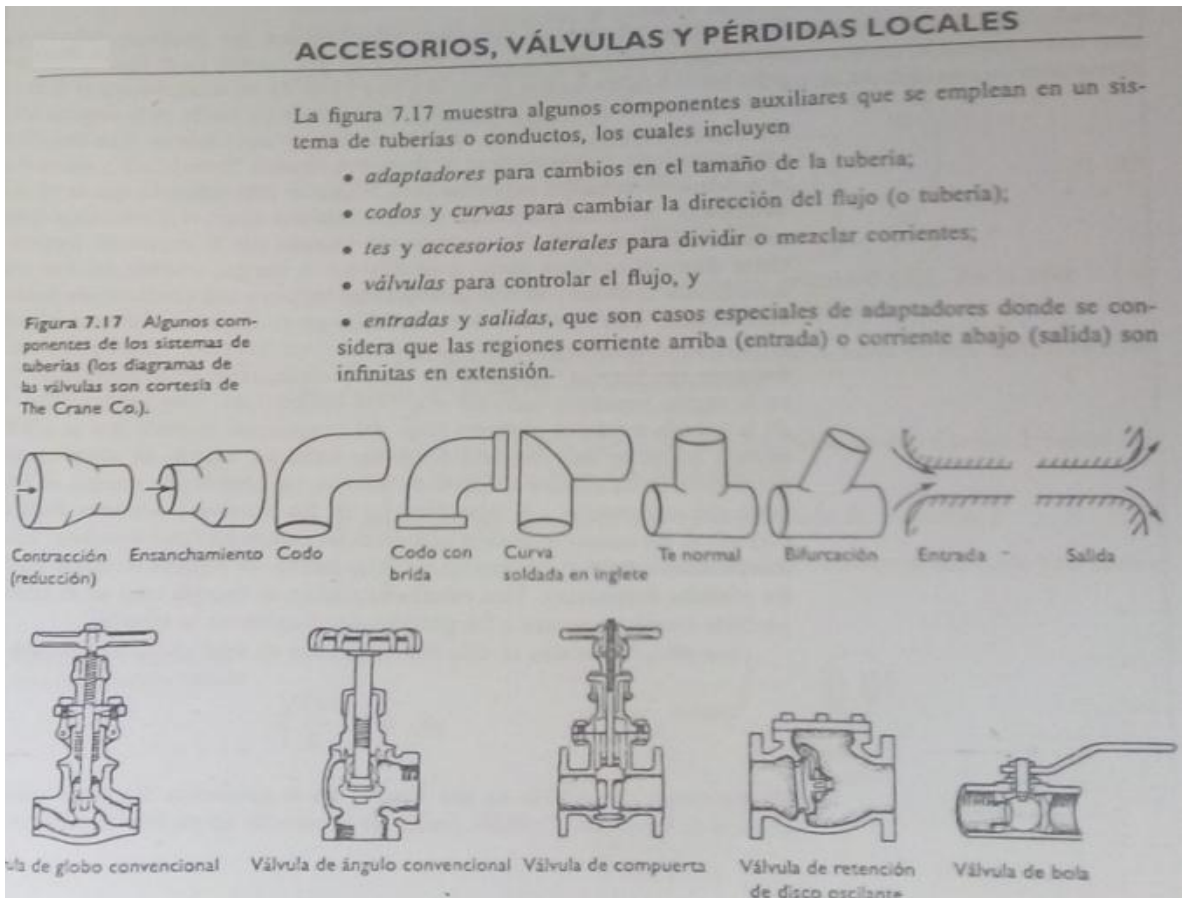 ACCESORIOS, VÁLVULAS Y PÉRDIDAS LOCALES
La figura 7.17 muestra algunos componentes auxiliares que se emplean en un sis-
tema de tuberías o conductos, los cuales incluyen
• adaptadores para cambios en el tamaño de la tubería;
• codos y curvas para cambiar la dirección del flujo (o tubería);
• tes y accesorios laterales para dividir o mezclar corrientes;
• válvulas para controlar el flujo, y
• entradas y salidas, que son casos especiales de adaptadores donde se con-
sidera que las regiones corriente arriba (entrada) o corriente abajo (salida) son
infinitas en extensión.
Figura 7.17 Algunos com-
ponentes de los sistemas de
tuberías (los diagramas de
las válvulas son cortesía de
The Crane Co.).
Contracción
(reducción)
Ensanchamiento
Codo
Codo con
brida
Curva
soldada en inglete
Te normal
Bifurcación
Entrada
Salida
de globo convencional
Válvula de ángulo convencional
Válvula de compuerta
Válvula de retención
de disco oscilante
Válvula de bola